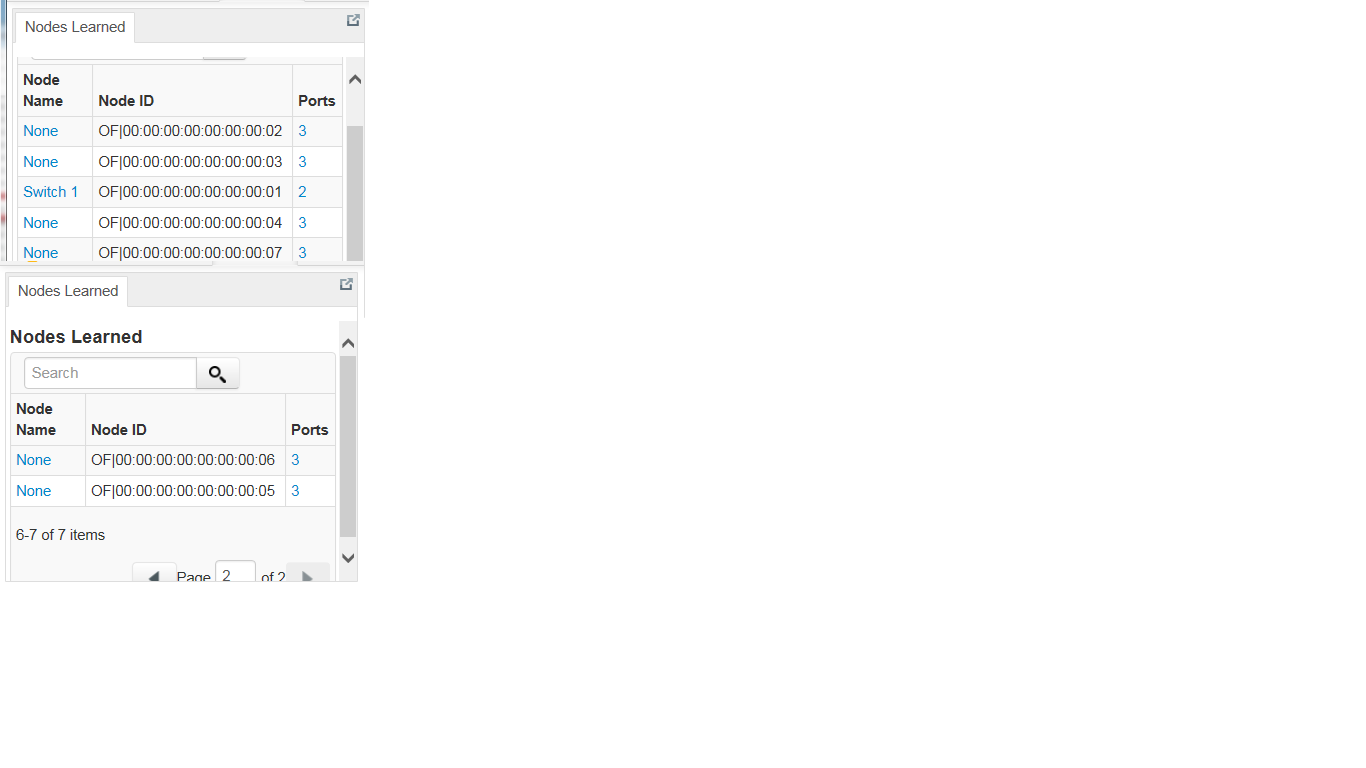 Nodes Learned
Node
Name Node ID Ports
None OF|00:00:00:00:00:00:00:02 3
None OF|00:00:00:00:00:00:00:03 3
Switch 1 OF|00:00:00:00:00:00:00:01 2
None OF|00:00:00:00:00:00:00:04 3
None OF|00:00:00:00:00:00:00:07 3
Nodes Learned
Nodes Learned
Search
Node
Name Node ID Ports
None OF|00:00:00:00:00:00:00:06 3
None OF|00:00:00:00:00:00:00:05 3
6-7 of 7 items
Page 2 of 2